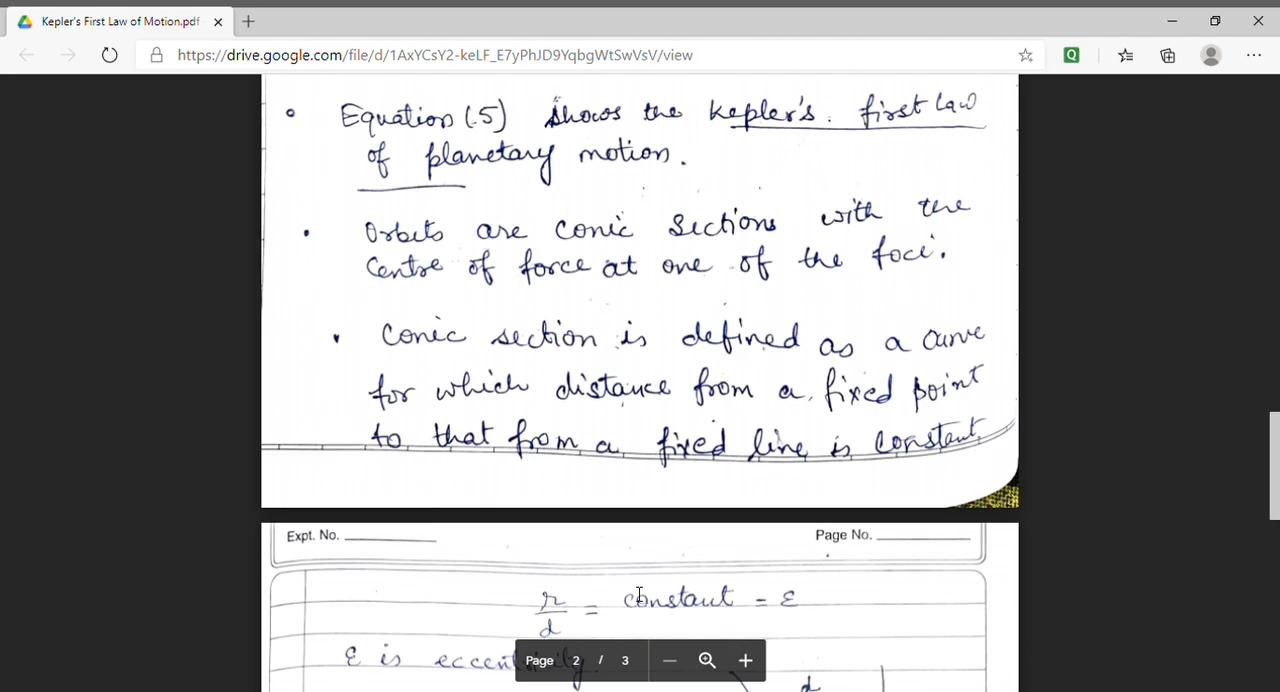 Kepler's First Law of Motion.pdf
https://drive.google.com/file/d/1AxYCsY2-keLF_E7yPhJD9YqbgWtSwVsV/view
Equation (5) shows the Kepler's first law
of planetary motion.
Orbits are conic sections with the
Centre of force at one of the foci.
Conic section is defined as a curve
for which distance from a fixed point
to that from a fixed line is constant
Expt. No.
Page No.
r/d = constant = ε
ε is
Page 2 / 3
d